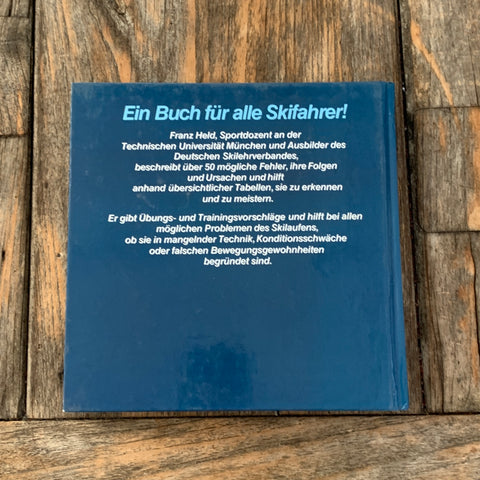 Ein Buch für alle Skifahrer!
Franz Held, Sportdozent an der
Technischen Universität München und Ausbilder des
Deutschen Skilehrverbandes,
beschreibt über 50 mögliche Fehler, ihre Folgen
und Ursachen und hilft
anhand übersichtlicher Tabellen, sie zu erkennen
und zu meistern.
Er gibt Übungs- und Trainingsvorschläge und hilft bei allen
möglichen Problemen des Skilaufens,
ob sie in mangelnder Technik, Konditionsschwäche
oder falschen Bewegungsgewohnheiten
begründet sind.